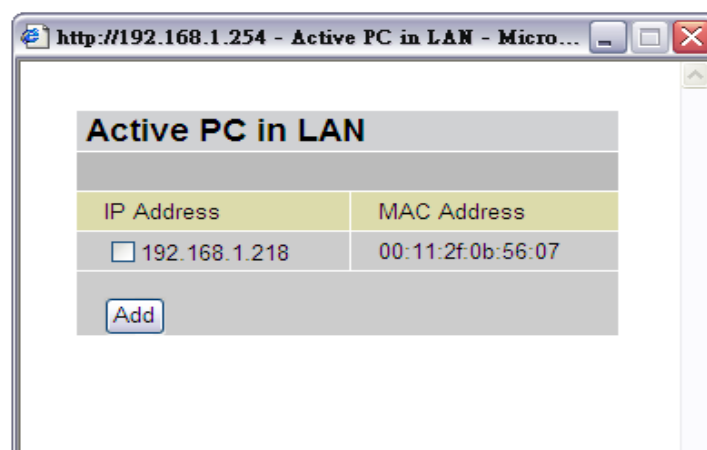 http://192.168.1.254 - Active PC in LAN - Micro...
Active PC in LAN
IP Address MAC Address
192.168.1.218 00:11:2f:0b:56:07
Add